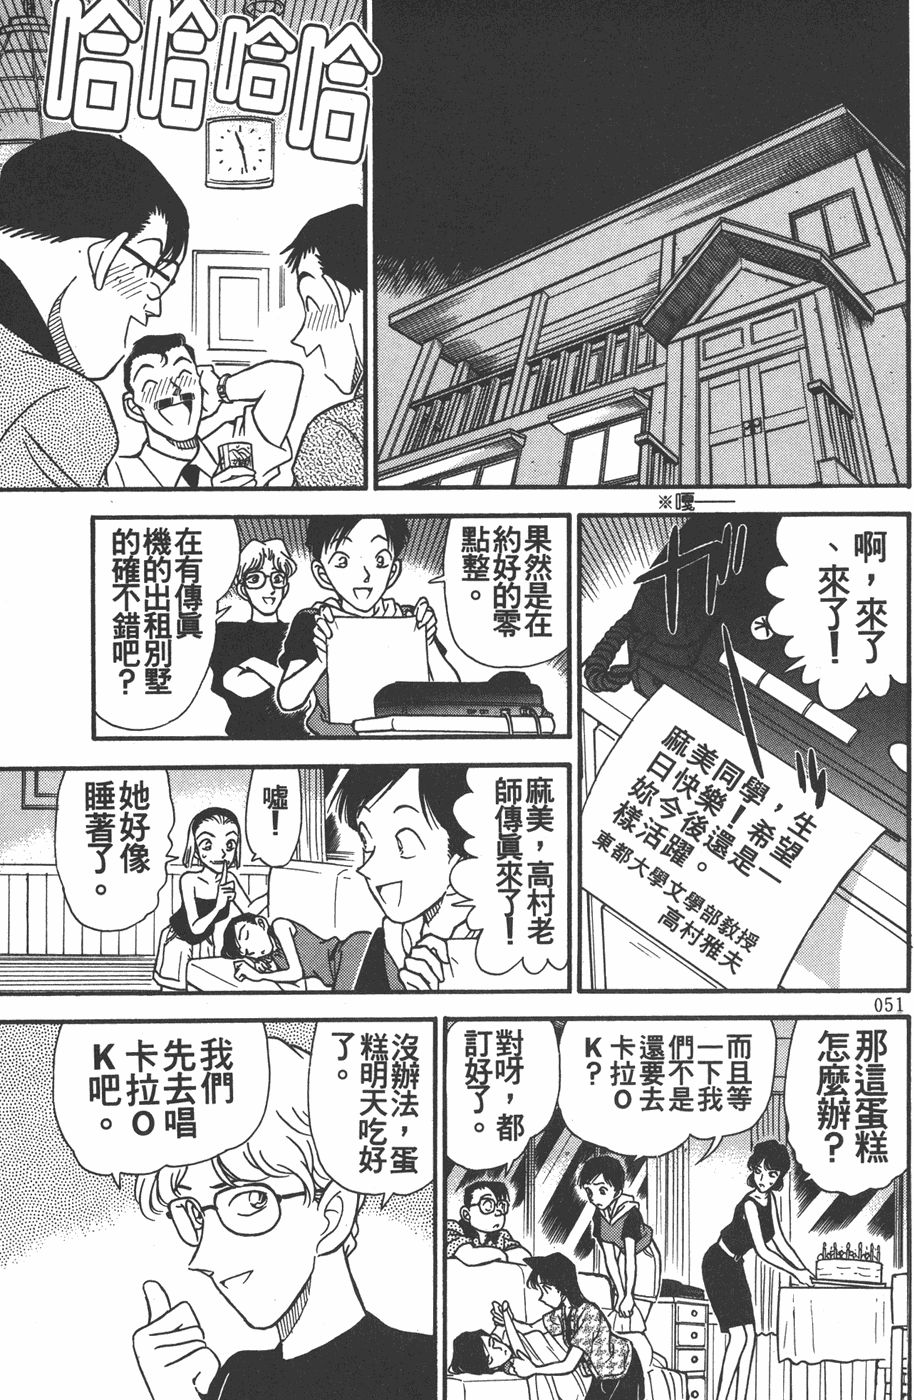 哈哈哈哈
※嘎——
啊，來了
、來了！
麻美同學，生
日快樂！希望
妳今後還是一
樣活躍。
東都大學文學部教授
高村雅夫
果然是在
約好的零
點整。
在有傳真
機的出租別墅
的確不錯吧？
麻美，高村老
師傳真來了！
噓！
她好像
睡著了。
051
那這蛋糕
怎麼辦？
而且等
一下我
們不是
還要去
卡拉O
K？
對呀，都
訂好了。
沒辦法，蛋
糕明天吃好
了。
我們
先去唱
卡拉O
K吧。